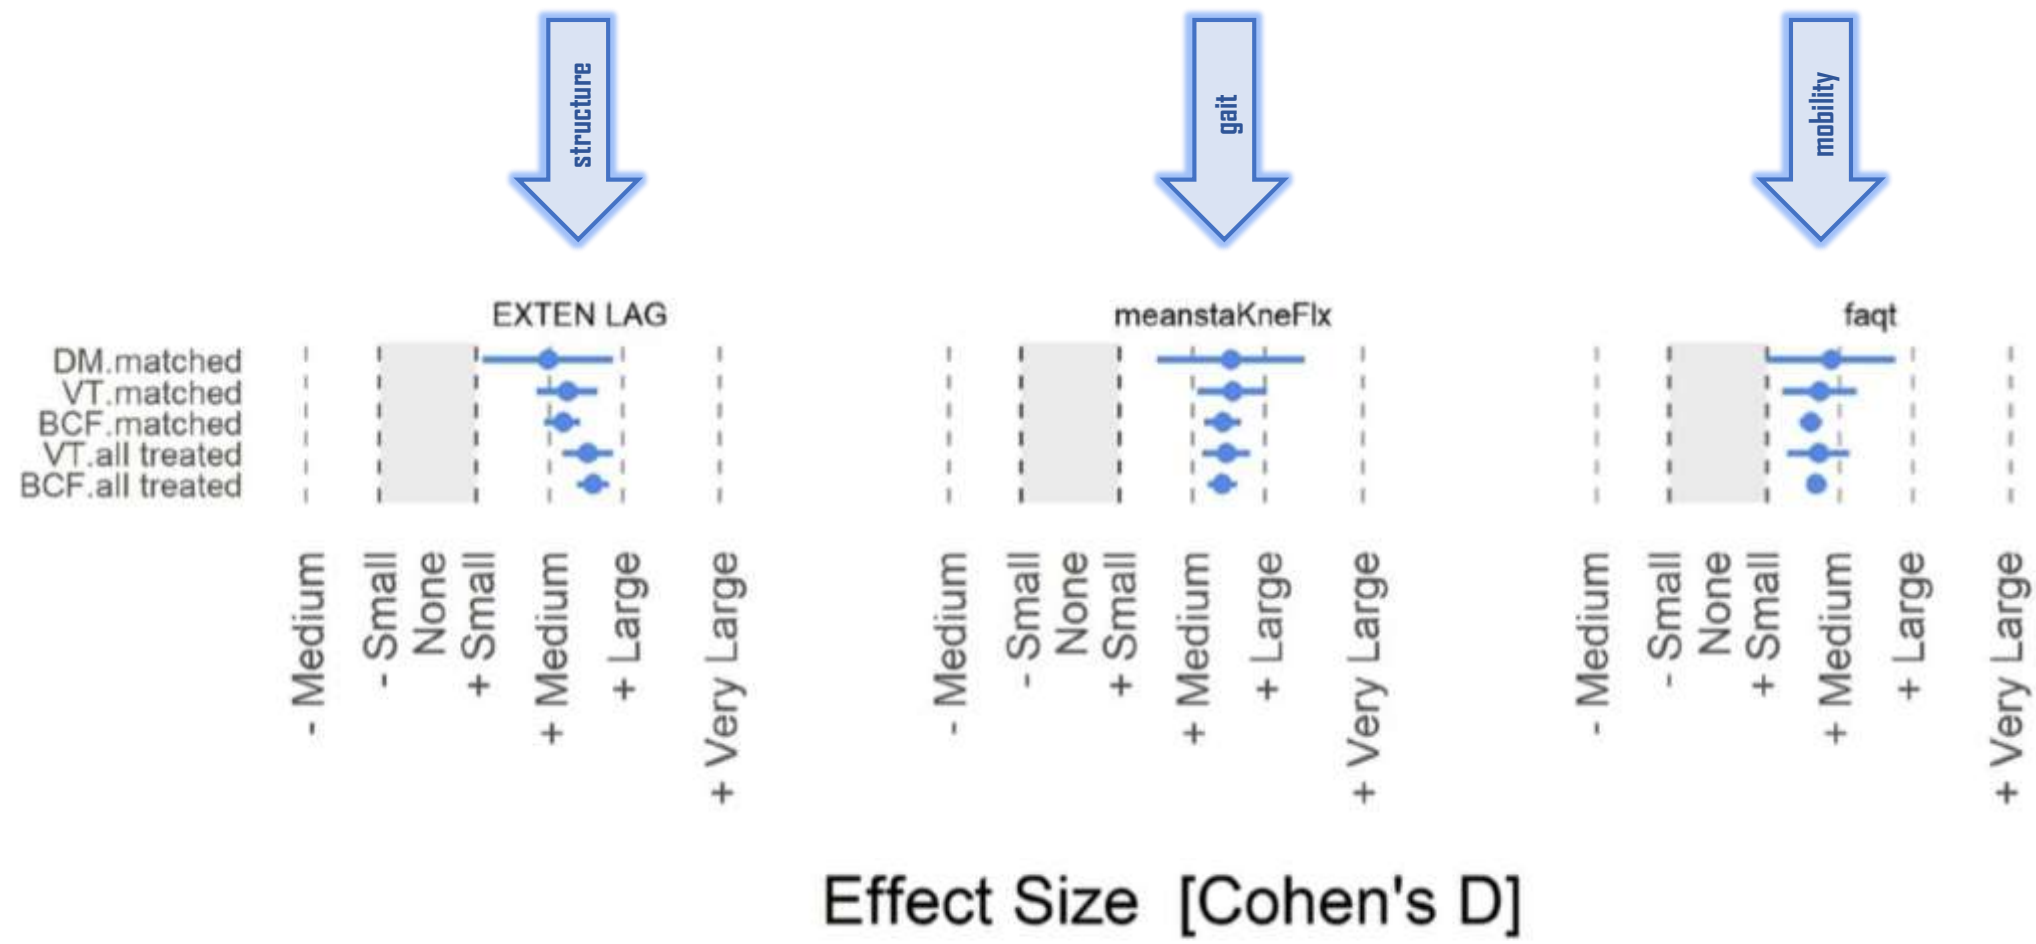 structure
gait
mobility
EXTEN LAG
meanstaKneFlx
faqt
DM.matched
VT.matched
BCF.matched
VT.all treated
BCF.all treated
- Medium
- Small
None
+ Small
+ Medium
+ Large
+ Very Large
- Medium
- Small
None
+ Small
+ Medium
+ Large
+ Very Large
- Medium
- Small
None
+ Small
+ Medium
+ Large
+ Very Large
Effect Size [Cohen's D]